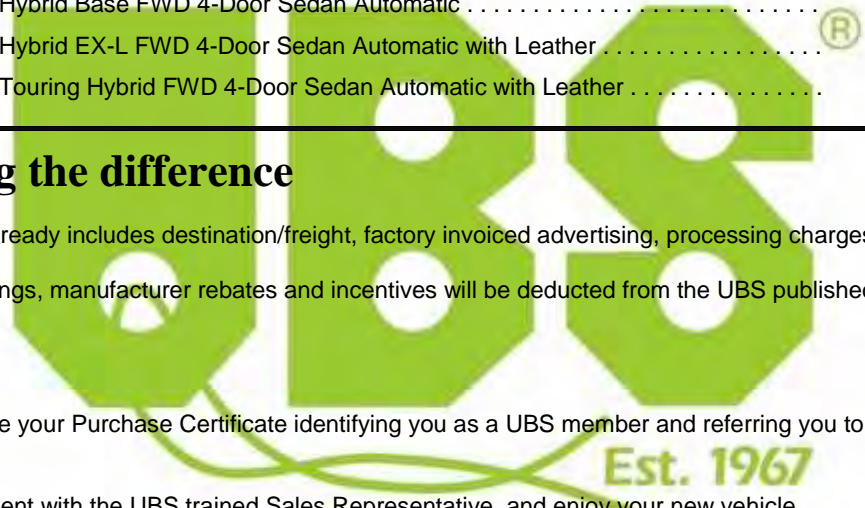 Hybrid Base FWD 4-Door Sedan Automatic . . . . . . . . . . . . . . . . . . . . . . . . . . . .
Hybrid EX-L FWD 4-Door Sedan Automatic with Leather . . . . . . . . . . . . . . . . . .
Touring Hybrid FWD 4-Door Sedan Automatic with Leather . . . . . . . . . . . . . . .
UBS ®
g the difference
ready includes destination/freight, factory invoiced advertising, processing charges
ngs, manufacturer rebates and incentives will be deducted from the UBS published
e your Purchase Certificate identifying you as a UBS member and referring you to
Est. 1967
ent with the UBS trained Sales Representative, and enjoy your new vehicle